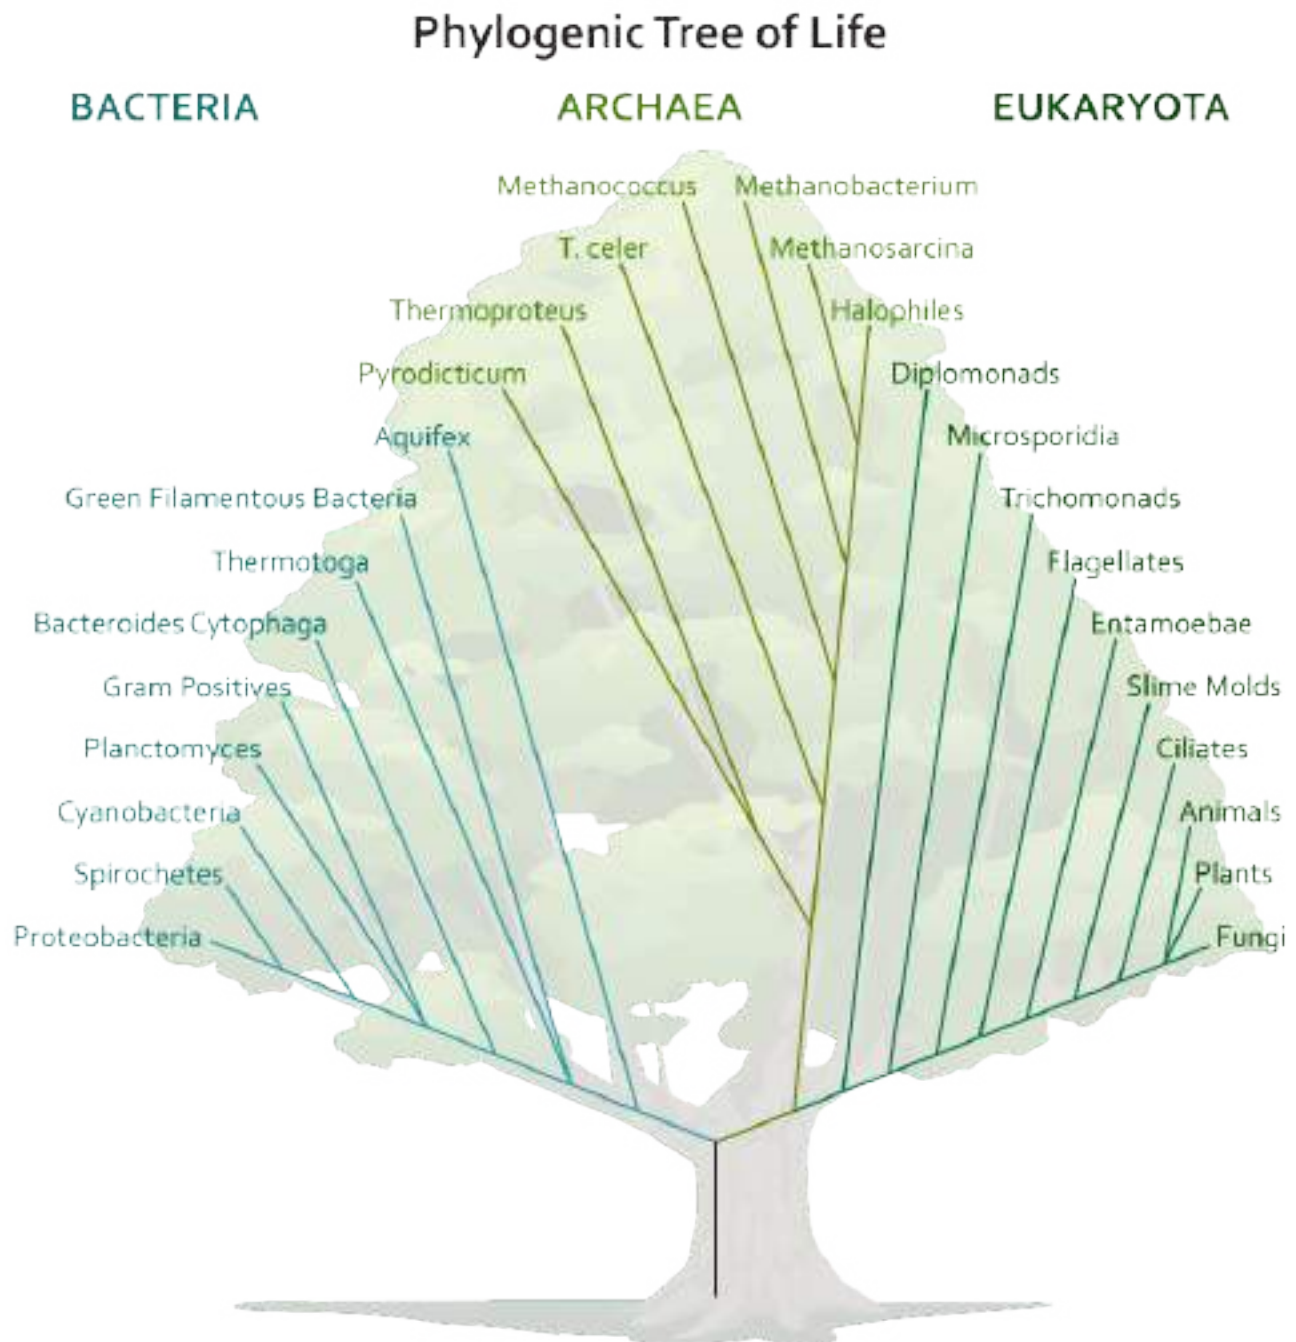 Phylogenic Tree of Life
BACTERIA
ARCHAEA
EUKARYOTA
Methanococcus
Methanobacterium
T. celer
Methanosarcina
Thermoproteus
Halophiles
Pyrodicticum
Diplomonads
Aquifex
Microsporidia
Green Filamentous Bacteria
Trichomonads
Thermotoga
Flagellates
Bacteroides Cytophaga
Entamoebae
Gram Positives
Slime Molds
Planctomyces
Ciliates
Cyanobacteria
Animals
Spirochetes
Plants
Proteobacteria
Fungi